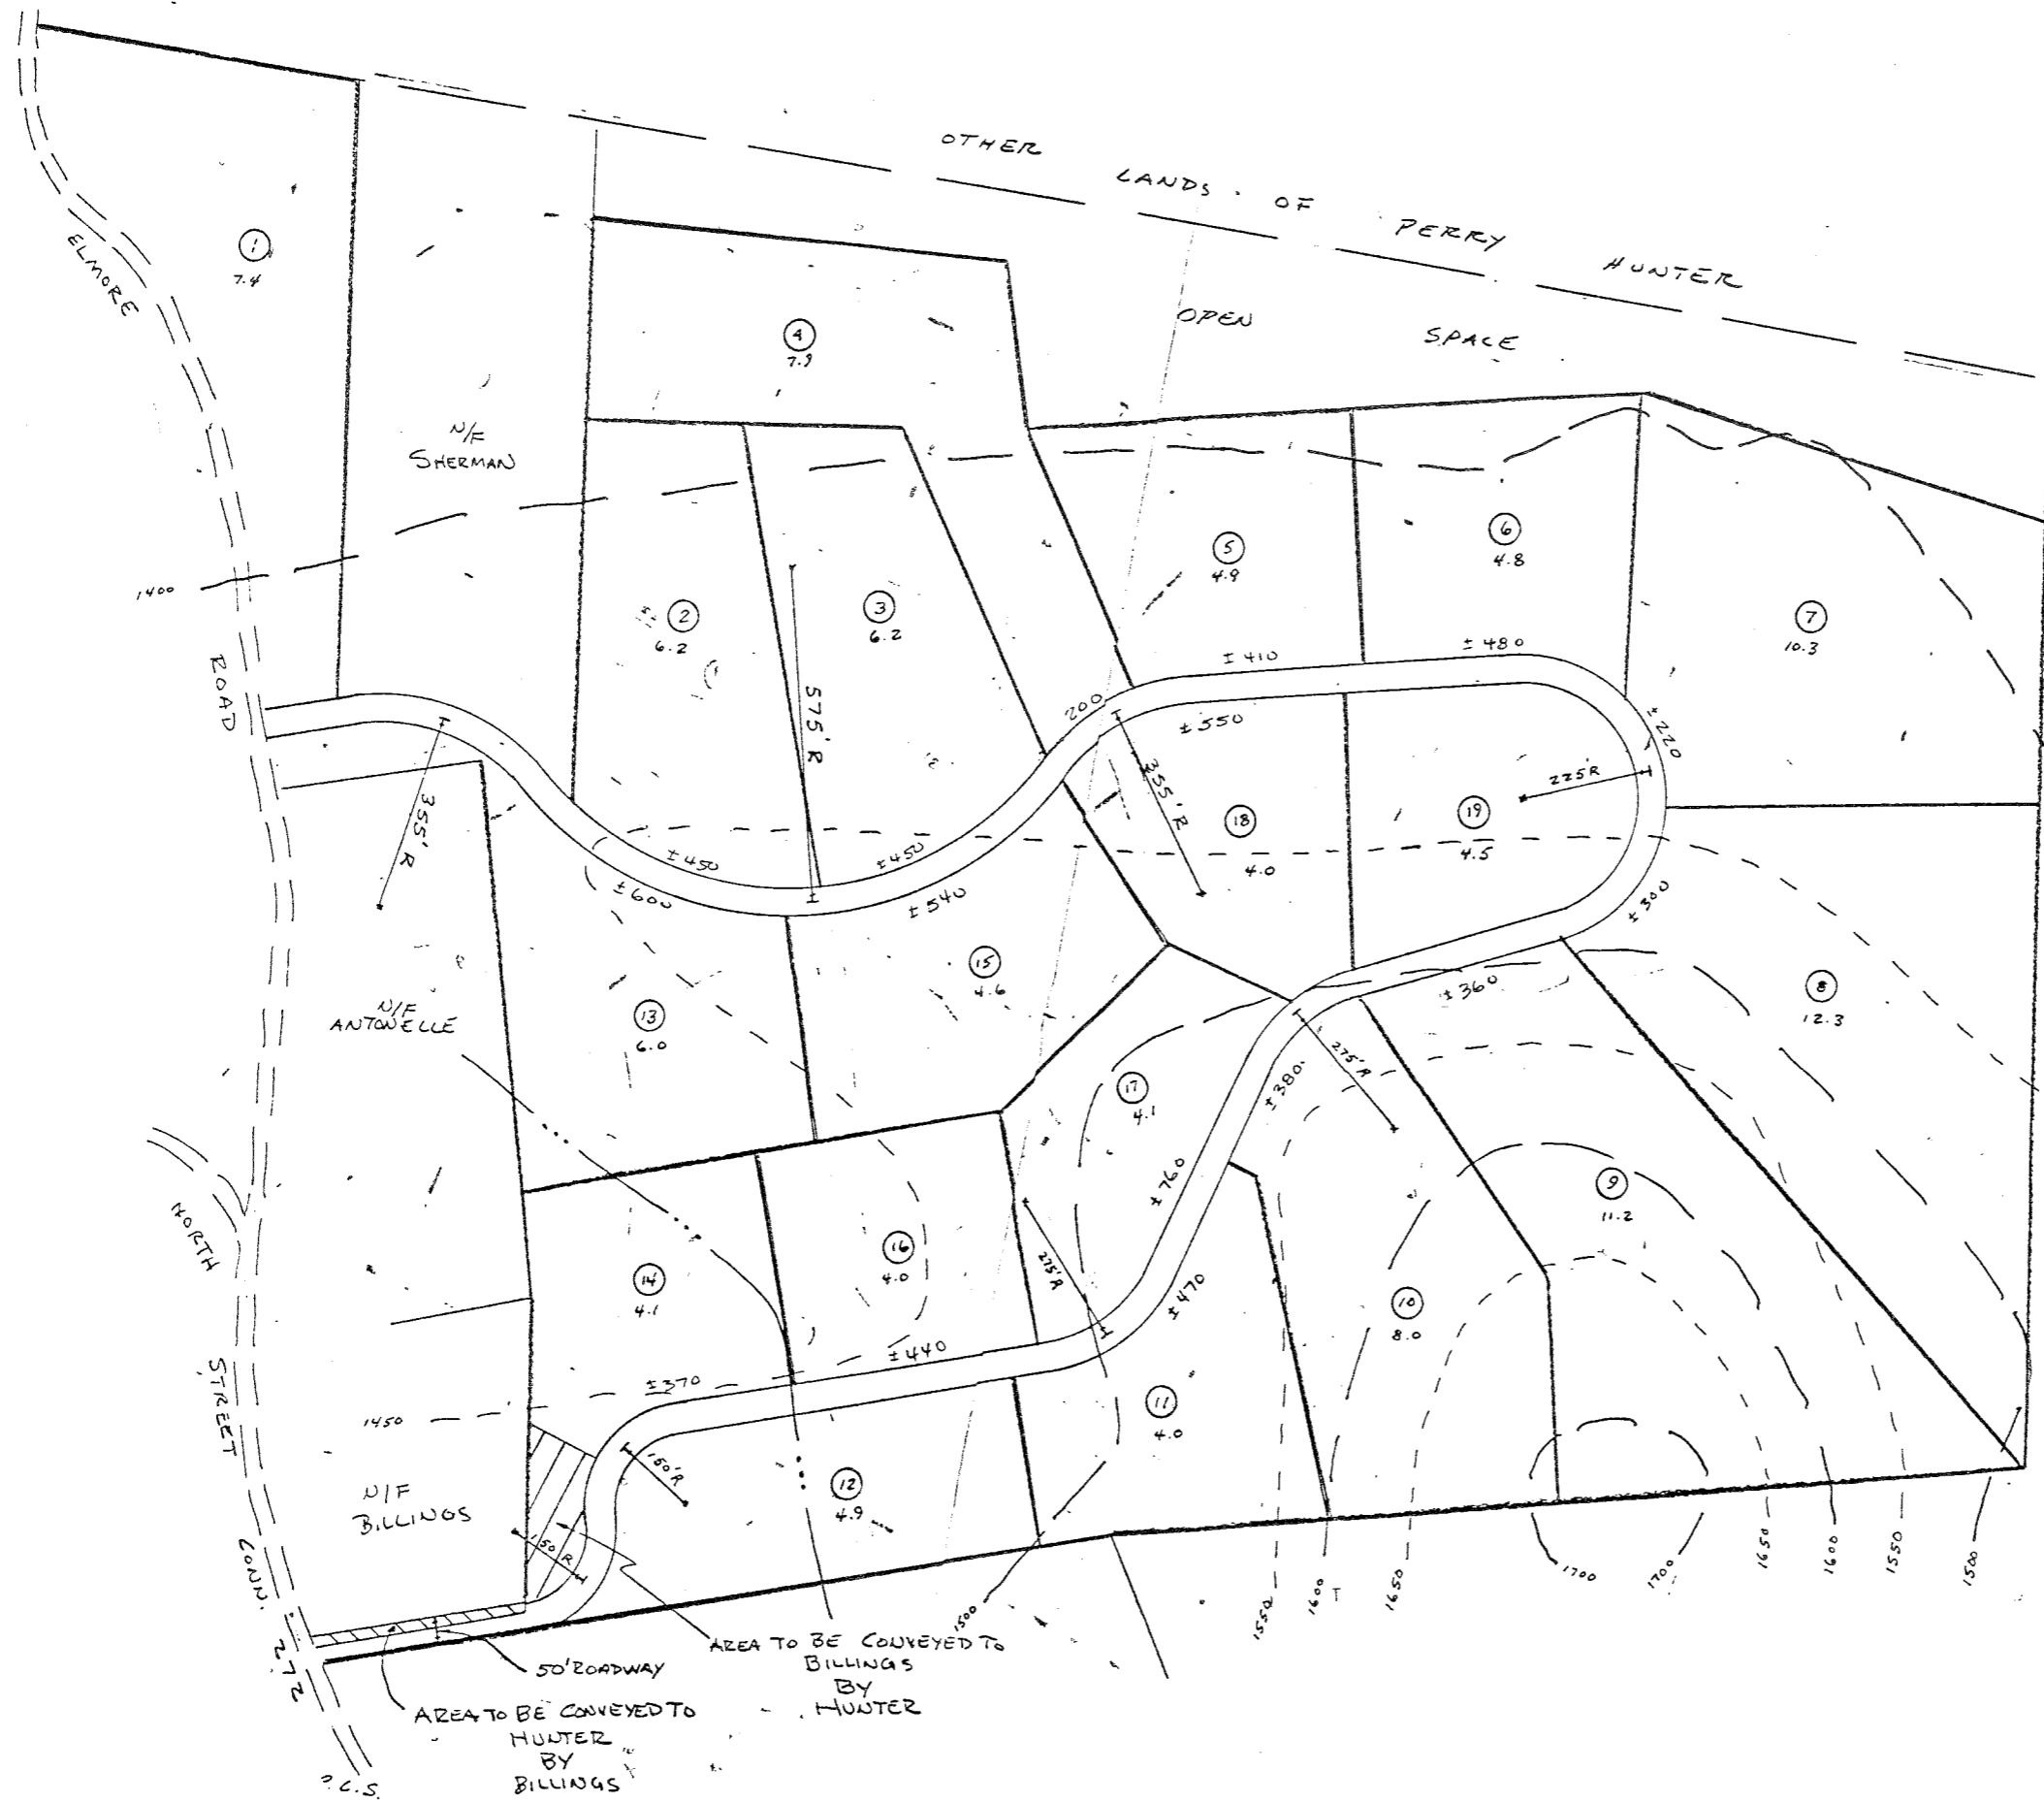 OTHER LANDS OF PERRY HUNTER
OPEN SPACE
ELMORE
ROAD
1
7.4
4
7.9
N/F
SHERMAN
1400
2
6.2
3
6.2
5
4.9
6
4.8
7
10.3
575' R
355' R
200
± 410
± 480
± 550
± 220
355' R
225' R
18
4.0
19
4.5
± 450
± 450
± 600
± 540
± 300
± 360
8
12.3
N/F
ANTONELLE
13
6.0
15
4.6
17
4.1
275' R
± 380
± 760
9
11.2
NORTH
STREET
14
4.1
16
4.0
275' R
± 470
10
8.0
± 370
± 440
1450
11
4.0
N/F
BILLINGS
150' R
150' R
12
4.9
CONN.
272
1500
1550
1600
1650
1700
1700
1650
1600
1550
1500
50' ROADWAY
AREA TO BE CONVEYED TO
HUNTER
BY
BILLINGS
AREA TO BE CONVEYED TO
BILLINGS
BY
HUNTER